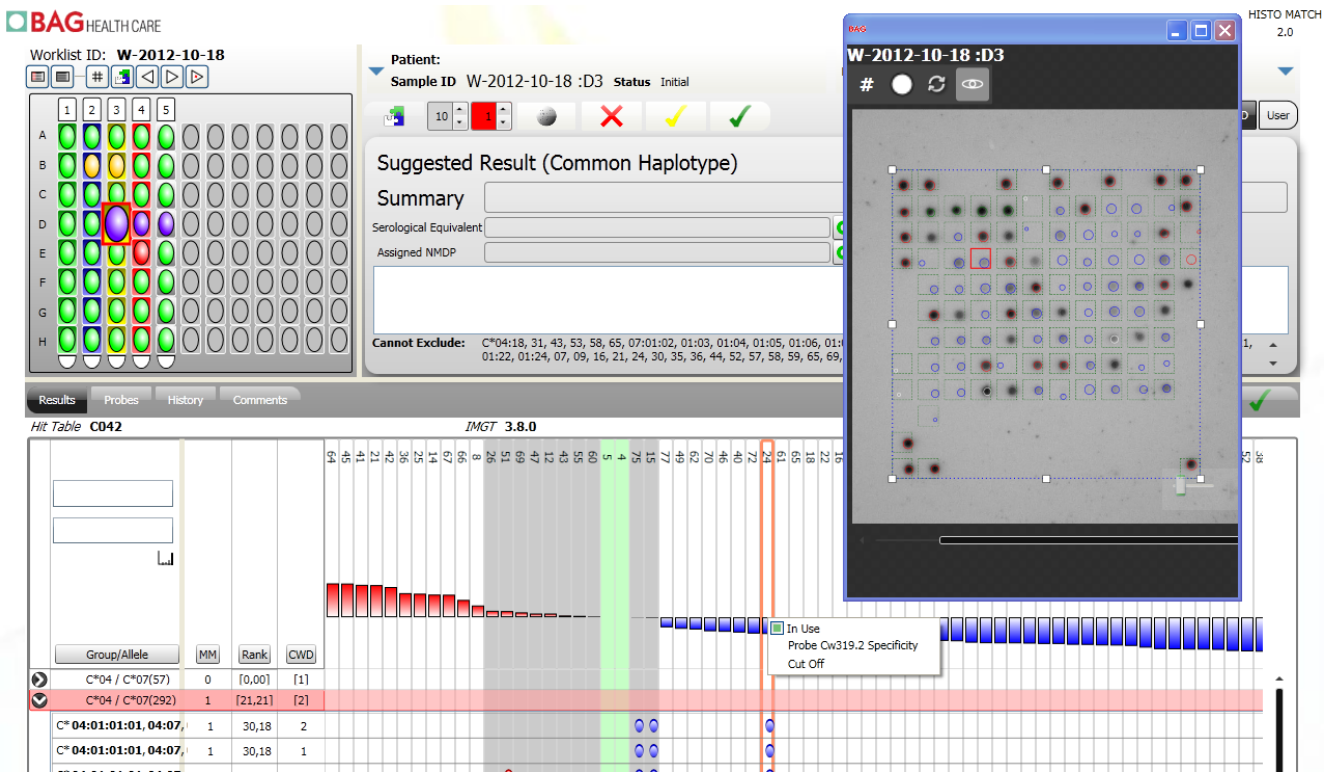 BAG HEALTH CARE
HISTO MATCH
2.0
Worklist ID: W-2012-10-18
#
1 2 3 4 5
A
B
C
D
E
F
G
H
Patient:
Sample ID W-2012-10-18 :D3 Status Initial
10 1
User
Suggested Result (Common Haplotype)
Summary
Serological Equivalent
Assigned NMDP
Cannot Exclude: C*04:18, 31, 43, 53, 58, 65, 07:01:02, 01:03, 01:04, 01:05, 01:06,
01:22, 01:24, 07, 09, 16, 21, 24, 30, 35, 36, 44, 52, 57, 58, 59, 65, 69,
BAG
W-2012-10-18 :D3
#
Results Probes History Comments
Hit Table C042
IMGT 3.8.0
64 45 41 21 42 36 25 14 67 66 8 26 51 69 47 12 43 55 60 5 4 75 15 77 49 62 70 46 40 72 24 61 65 18 22 16 52 38
In Use
Probe Cw319.2 Specificity
Cut Off
Group/Allele MM Rank CWD
C*04 / C*07(57) 0 [0,00] [1]
C*04 / C*07(292) 1 [21,21] [2]
C* 04:01:01:01, 04:07, 1 30,18 2
C* 04:01:01:01, 04:07, 1 30,18 1